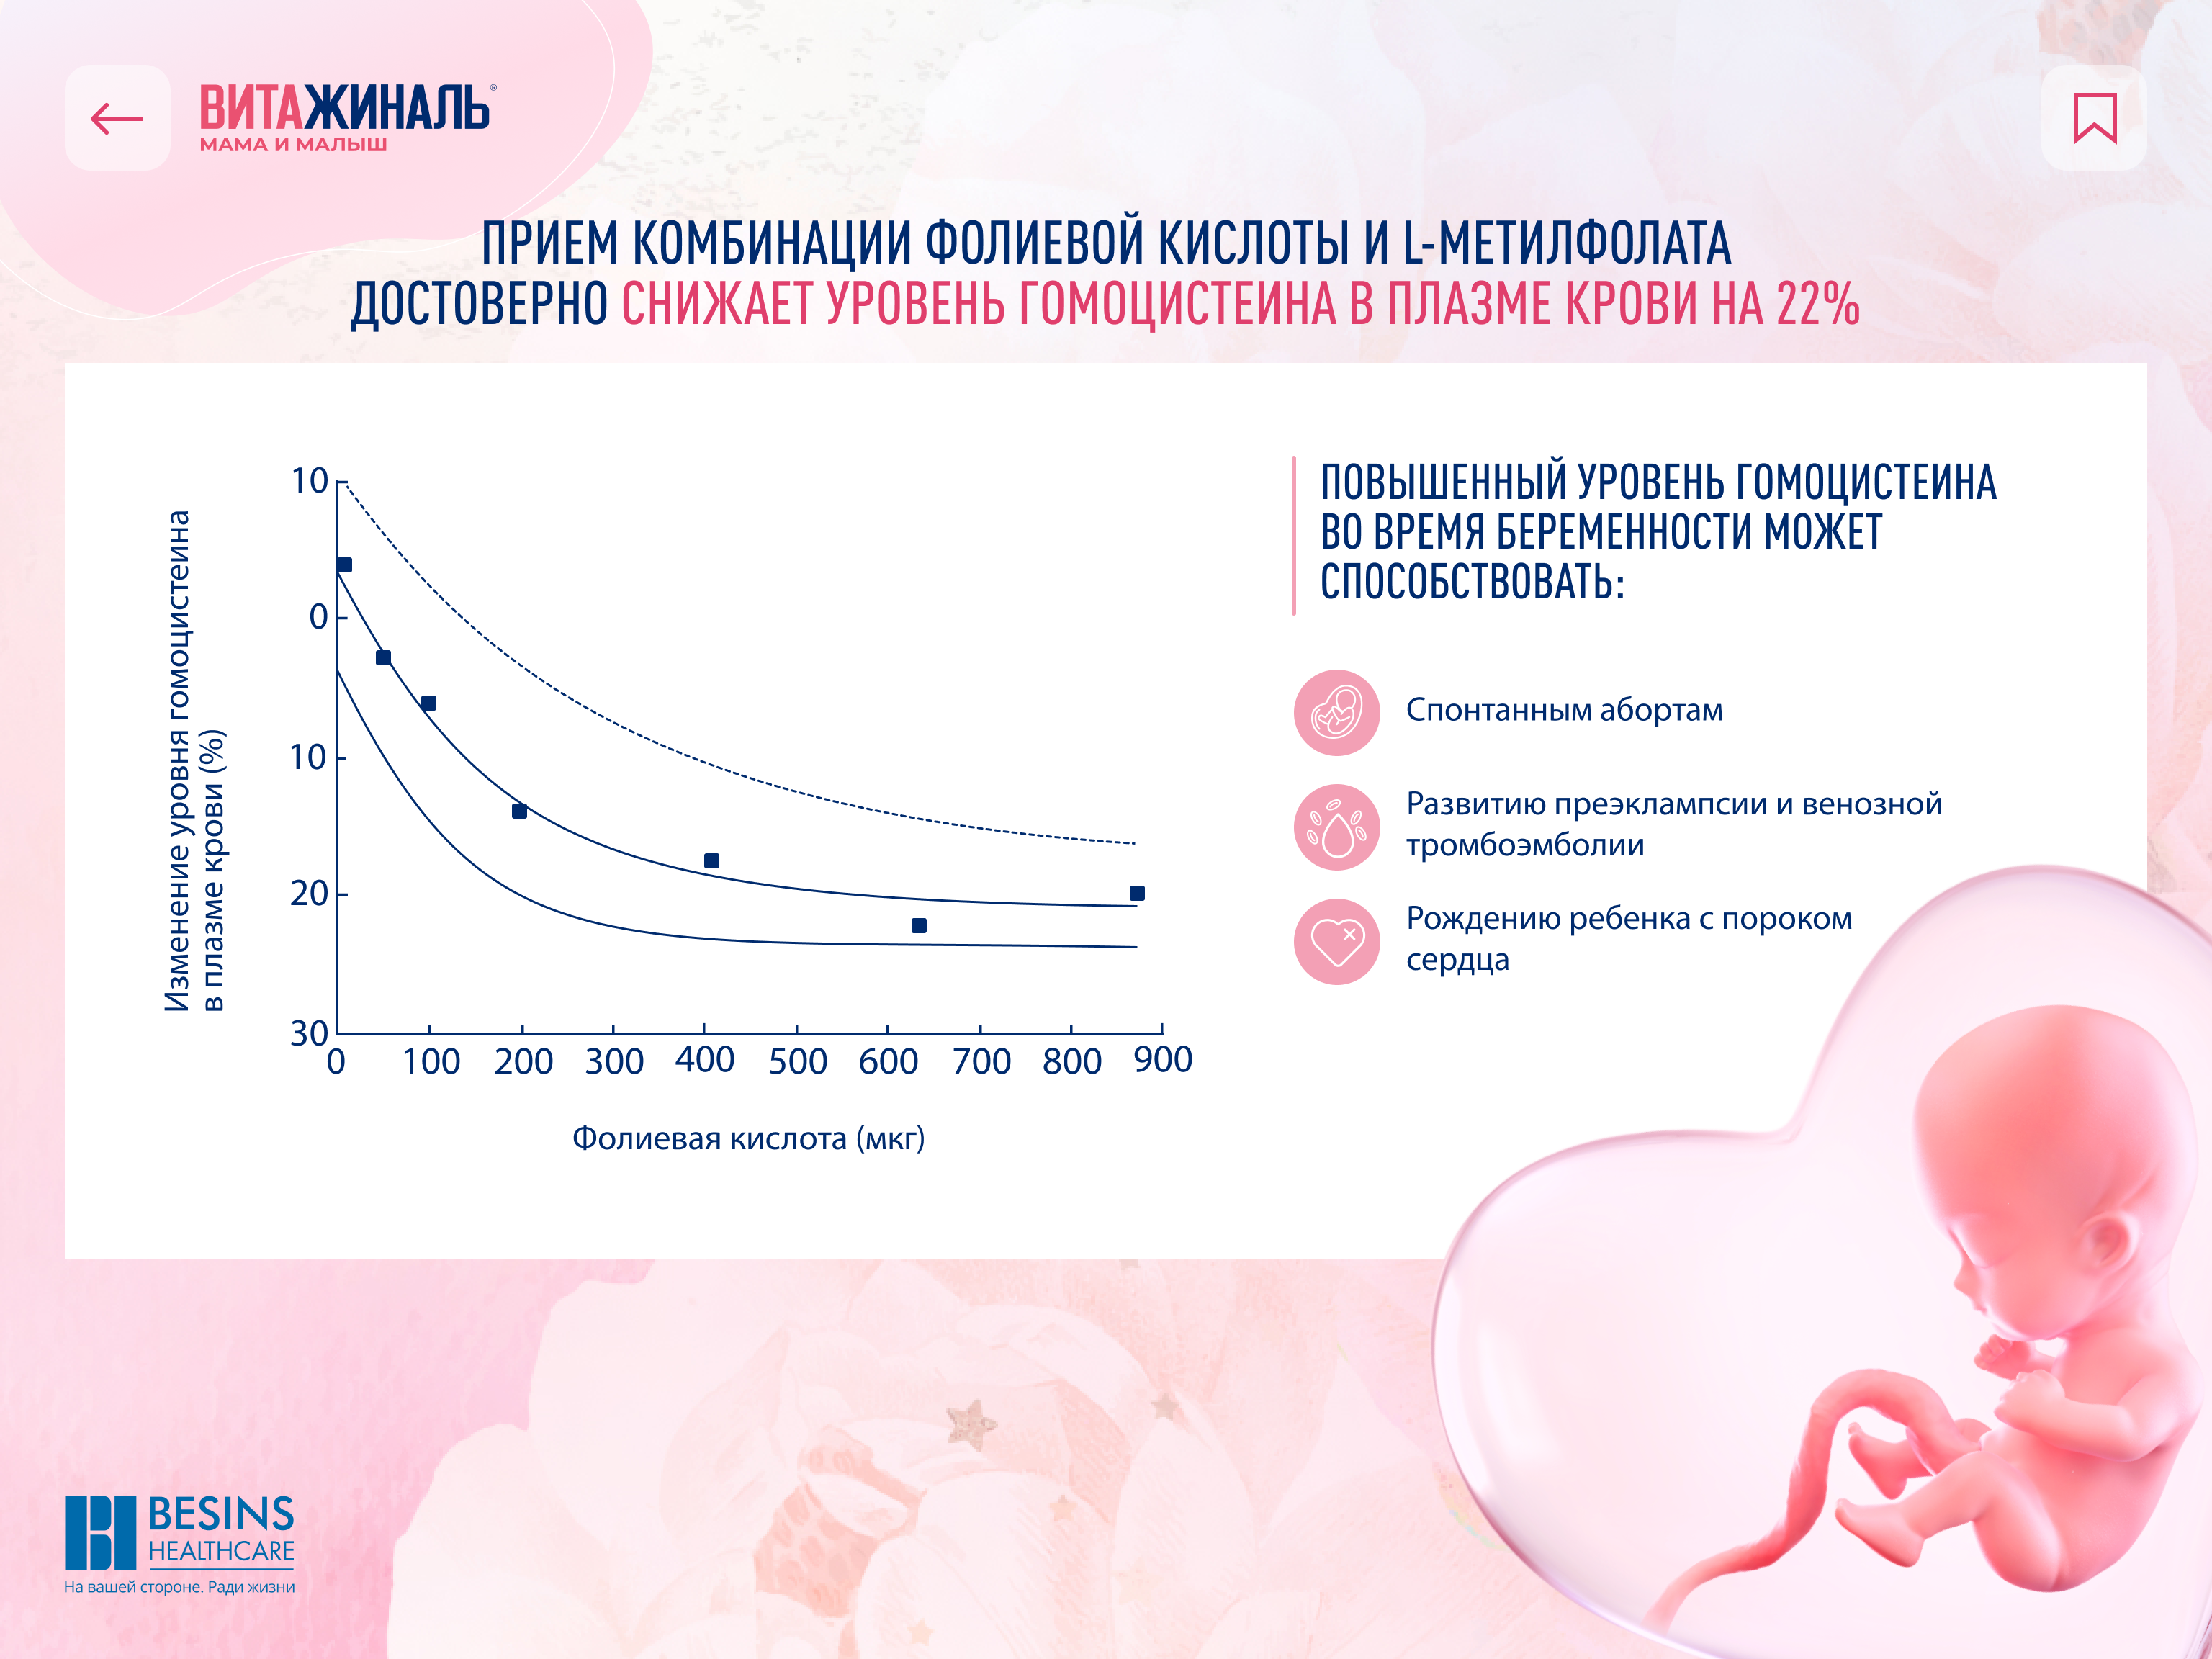 ВИТАЖИНАЛЬ®
МАМА И МАЛЫШ
ПРИЕМ КОМБИНАЦИИ ФОЛИЕВОЙ КИСЛОТЫ И L-МЕТИЛФОЛАТА
ДОСТОВЕРНО СНИЖАЕТ УРОВЕНЬ ГОМОЦИСТЕИНА В ПЛАЗМЕ КРОВИ НА 22%
Изменение уровня гомоцистеина
в плазме крови (%)
10
0
10
20
30
0 100 200 300 400 500 600 700 800 900
Фолиевая кислота (мкг)
ПОВЫШЕННЫЙ УРОВЕНЬ ГОМОЦИСТЕИНА
ВО ВРЕМЯ БЕРЕМЕННОСТИ МОЖЕТ
СПОСОБСТВОВАТЬ:
Спонтанным абортам
Развитию преэклампсии и венозной
тромбоэмболии
Рождению ребенка с пороком
сердца
BESINS
HEALTHCARE
На вашей стороне. Ради жизни